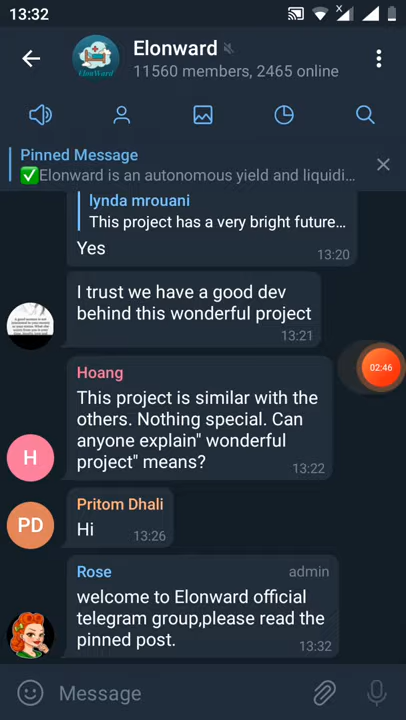 13:32
Elonward
11560 members, 2465 online
Pinned Message
✅Elonward is an autonomous yield and liquidi...
lynda mrouani
This project has a very bright future...
Yes
13:20
I trust we have a good dev
behind this wonderful project
13:21
Hoang
This project is similar with the
others. Nothing special. Can
anyone explain" wonderful
project" means?
13:22
H
Pritom Dhali
Hi
13:26
PD
Rose admin
welcome to Elonward official
telegram group,please read the
pinned post.
13:32
02:46
Message